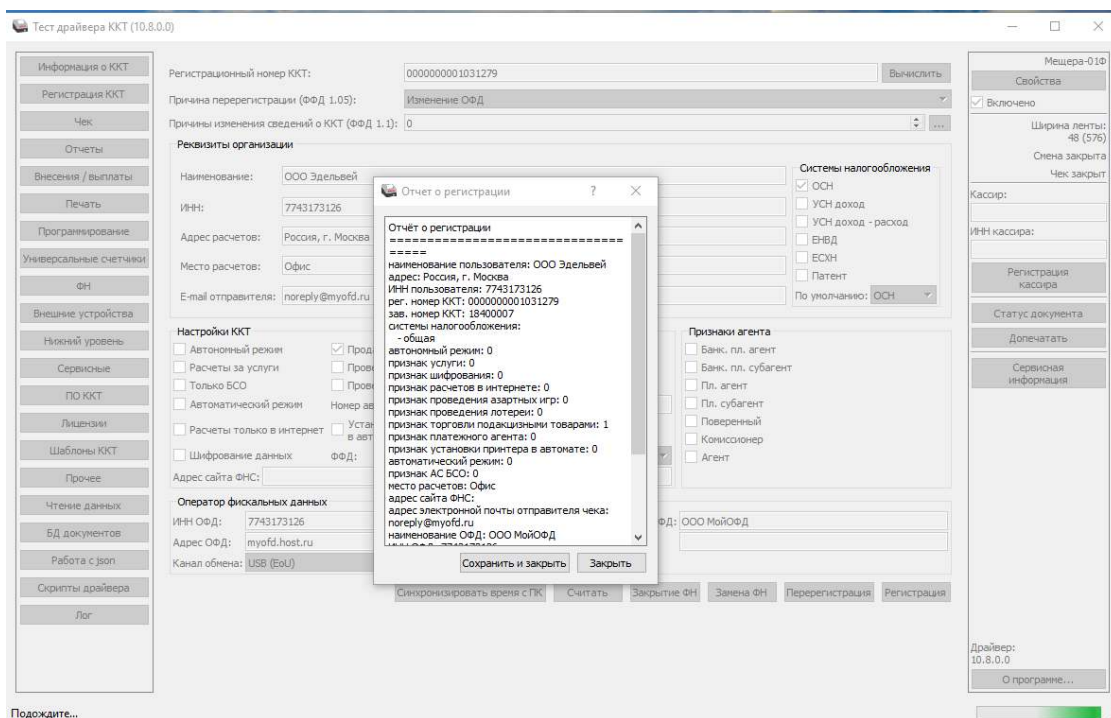 Тест драйвера ККТ (10.8.0.0)
Информация о ККТ
Регистрация ККТ
Чек
Отчеты
Внесения / выплаты
Печать
Программирование
Универсальные счетчики
ФН
Внешние устройства
Нижний уровень
Сервисные
ПО ККТ
Лицензии
Шаблоны ККТ
Прочее
Чтение данных
БД документов
Работа с json
Скрипты драйвера
Лог
Регистрационный номер ККТ: 0000000001031279 Вычислить
Причина перерегистрации (ФФД 1.05): Изменение ОФД
Причины изменения сведений о ККТ (ФФД 1.1): 0 ...
Реквизиты организации
Наименование: ООО Эдельвей
ИНН: 7743173126
Адрес расчетов: Россия, г. Москва
Место расчетов: Офис
E-mail отправителя: noreply@myofd.ru
Системы налогообложения
ОСН
УСН доход
УСН доход - расход
ЕНВД
ЕСХН
Патент
По умолчанию: ОСН
Настройки ККТ
Автономный режим
Расчеты за услуги
Только БСО
Автоматический режим
Номер ав
Расчеты только в интернет
Устан
в авт
Шифрование данных ФФД:
Адрес сайта ФНС:
Прода
Пров
Пров
Признаки агента
Банк. пл. агент
Банк. пл. субагент
Пл. агент
Пл. субагент
Поверенный
Комиссионер
Агент
Оператор фискальных данных
ИНН ОФД: 7743173126
ФД: ООО МойОФД
Адрес ОФД: myofd.host.ru
Канал обмена: USB (EoU)
Синхронизировать время с ПК Считать Закрытие ФН Замена ФН Перерегистрация Регистрация
Отчет о регистрации ?
Отчёт о регистрации
================================
=====
наименование пользователя: ООО Эдельвей
адрес: Россия, г. Москва
ИНН пользователя: 7743173126
рег. номер ККТ: 0000000001031279
зав. номер ККТ: 18400007
системы налогообложения:
- общая
автономный режим: 0
признак услуги: 0
признак шифрования: 0
признак расчетов в интернете: 0
признак проведения азартных игр: 0
признак проведения лотереи: 0
признак торговли подакцизными товарами: 1
признак платежного агента: 0
признак установки принтера в автомате: 0
автоматический режим: 0
признак АС БСО: 0
место расчетов: Офис
адрес сайта ФНС:
адрес электронной почты отправителя чека:
noreply@myofd.ru
наименование ОФД: ООО МойОФД
Сохранить и закрыть Закрыть
Мещера-01Ф
Свойства
Включено
Ширина ленты:
48 (576)
Смена закрыта
Чек закрыт
Кассир:
ИНН кассира:
Регистрация
кассира
Статус документа
Допечатать
Сервисная
информация
Драйвер:
10.8.0.0
О программе...
Подождите...